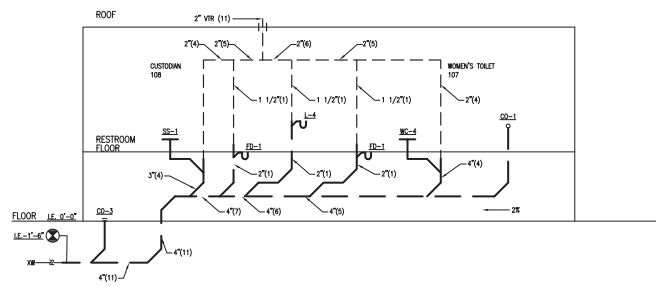 ROOF
2" VTR (11)
2"(4)
2"(5)
2"(6)
2"(5)
CUSTODIAN
108
WOMEN'S TOILET
107
1 1/2"(1)
1 1/2"(1)
1 1/2"(1)
2"(4)
L-4
CO-1
SS-1
FD-1
FD-1
WC-4
RESTROOM
FLOOR
3"(4)
2"(1)
2"(1)
2"(1)
4"(4)
4"(7)
4"(6)
4"(5)
2%
FLOOR
I.E. 0'-0"
CO-3
I.E.-1'-6"
4"(11)
XW
4"(11)